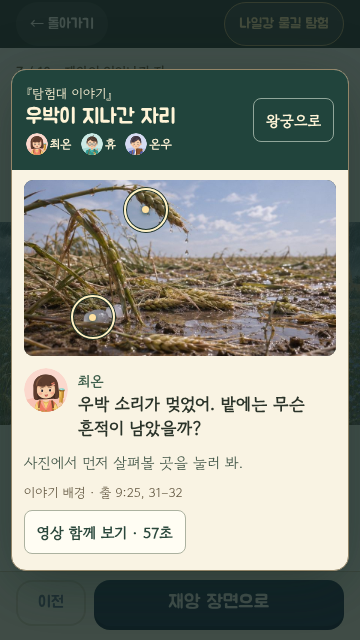 ← 돌아가기
나일강 물길 탐험
『탐험대 이야기』
우박이 지나간 자리
최온 휴 온우
왕궁으로
최온
우박 소리가 멎었어. 밭에는 무슨
흔적이 남았을까?
사진에서 먼저 살펴볼 곳을 눌러 봐.
이야기 배경 · 출 9:25, 31–32
영상 함께 보기 · 57초
이전
재앙 장면으로